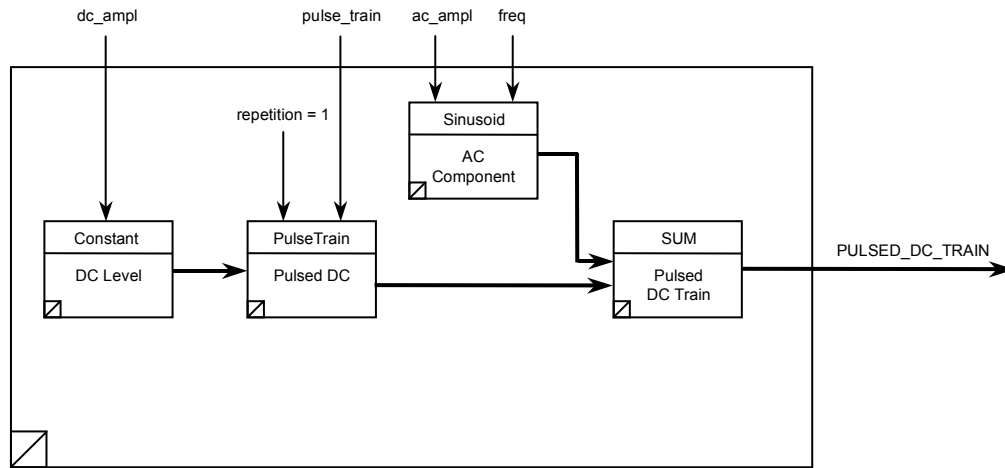 dc_ampl
pulse_train
ac_ampl
freq
repetition = 1
Sinusoid
AC
Component
Constant
DC Level
PulseTrain
Pulsed DC
SUM
Pulsed
DC Train
PULSED_DC_TRAIN